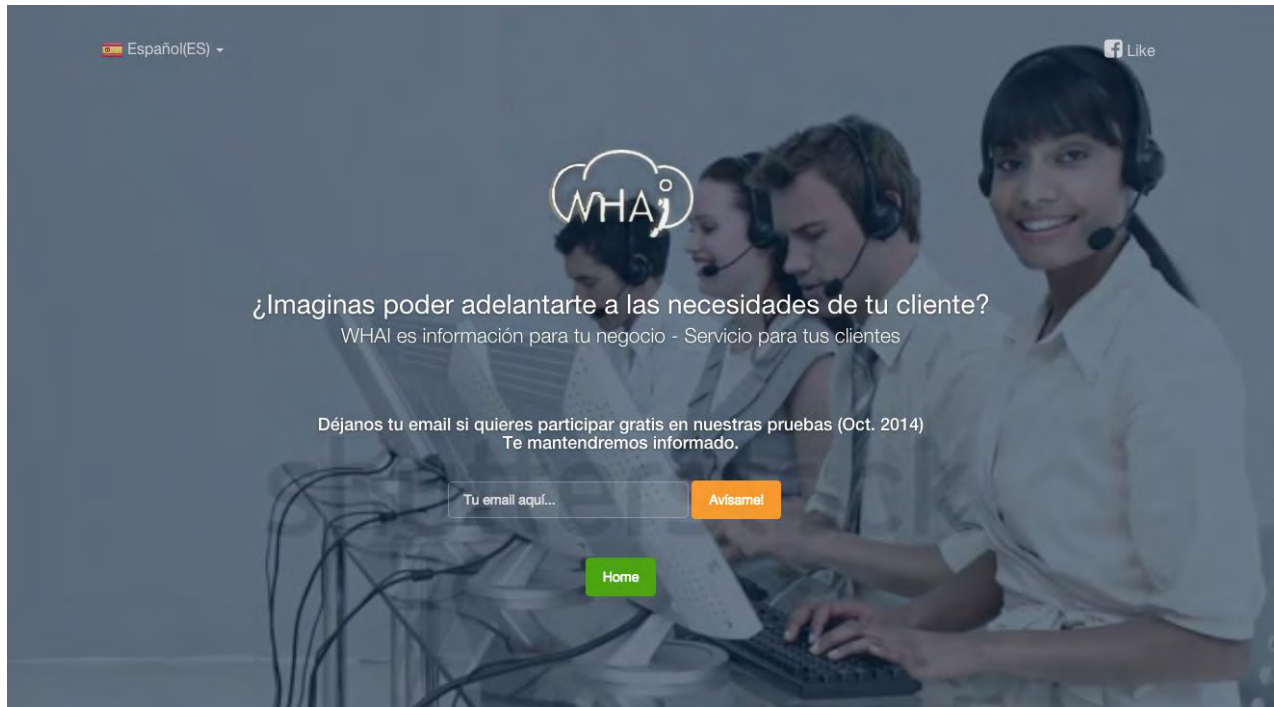 Español(ES)
Like
WHAi
¿Imaginas poder adelantarte a las necesidades de tu cliente?
WHAI es información para tu negocio - Servicio para tus clientes
Déjanos tu email si quieres participar gratis en nuestras pruebas (Oct. 2014)
Te mantendremos informado.
shutterstock
Tu email aquí...
Avísame!
Home